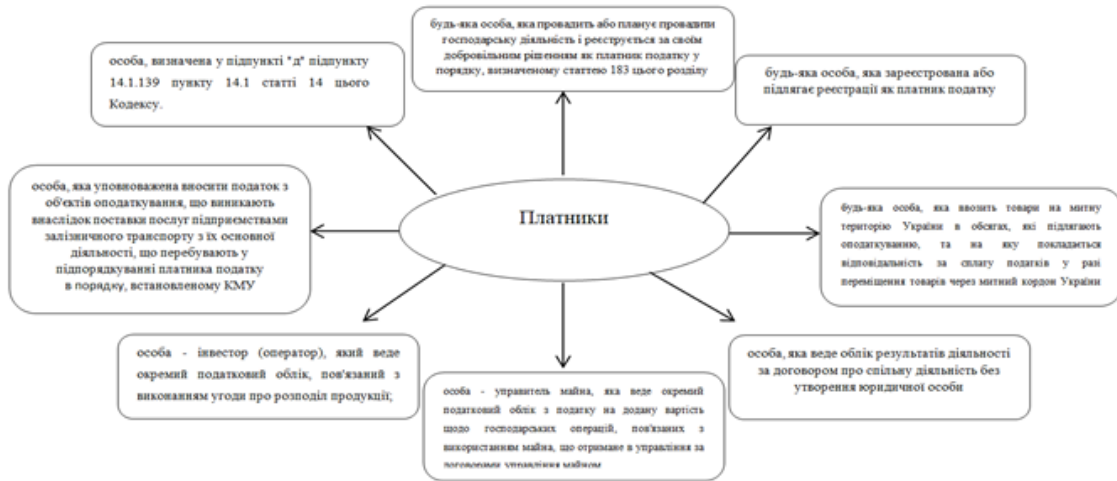 будь-яка особа, яка провадить або планує провадити
господарську діяльність і реєструється за своїм
добровільним рішенням як платник податку у
порядку, визначеному статтею 183 цього розділу
особа, визначена у підпункті "д" підпункту
14.1.139 пункту 14.1 статті 14 цього
Кодексу.
будь-яка особа, яка зареєстрована або
підлягає реєстрації як платник податку
особа, яка уповноважена вносити податок з
об'єктів оподаткування, що виникають
внаслідок поставки послуг підприємствами
залізничного транспорту з їх основної
діяльності, що перебувають у
підпорядкуванні платника податку
в порядку, встановленому КМУ
Платники
будь-яка особа, яка ввозить товари на митну
територію України в обсягах, які підлягають
оподаткуванню, та на яку покладається
відповідальність за сплату податків у разі
переміщення товарів через митний кордон України
особа - інвестор (оператор), який веде
окремий податковий облік, пов'язаний з
виконанням угоди про розподіл продукції;
особа - управитель майна, яка веде окремий
податковий облік з податку на додану вартість
щодо господарських операцій, пов'язаних з
використанням майна, що отримане в управління за
договорами управління майном
особа, яка веде облік результатів діяльності
за договором про спільну діяльність без
утворення юридичної особи